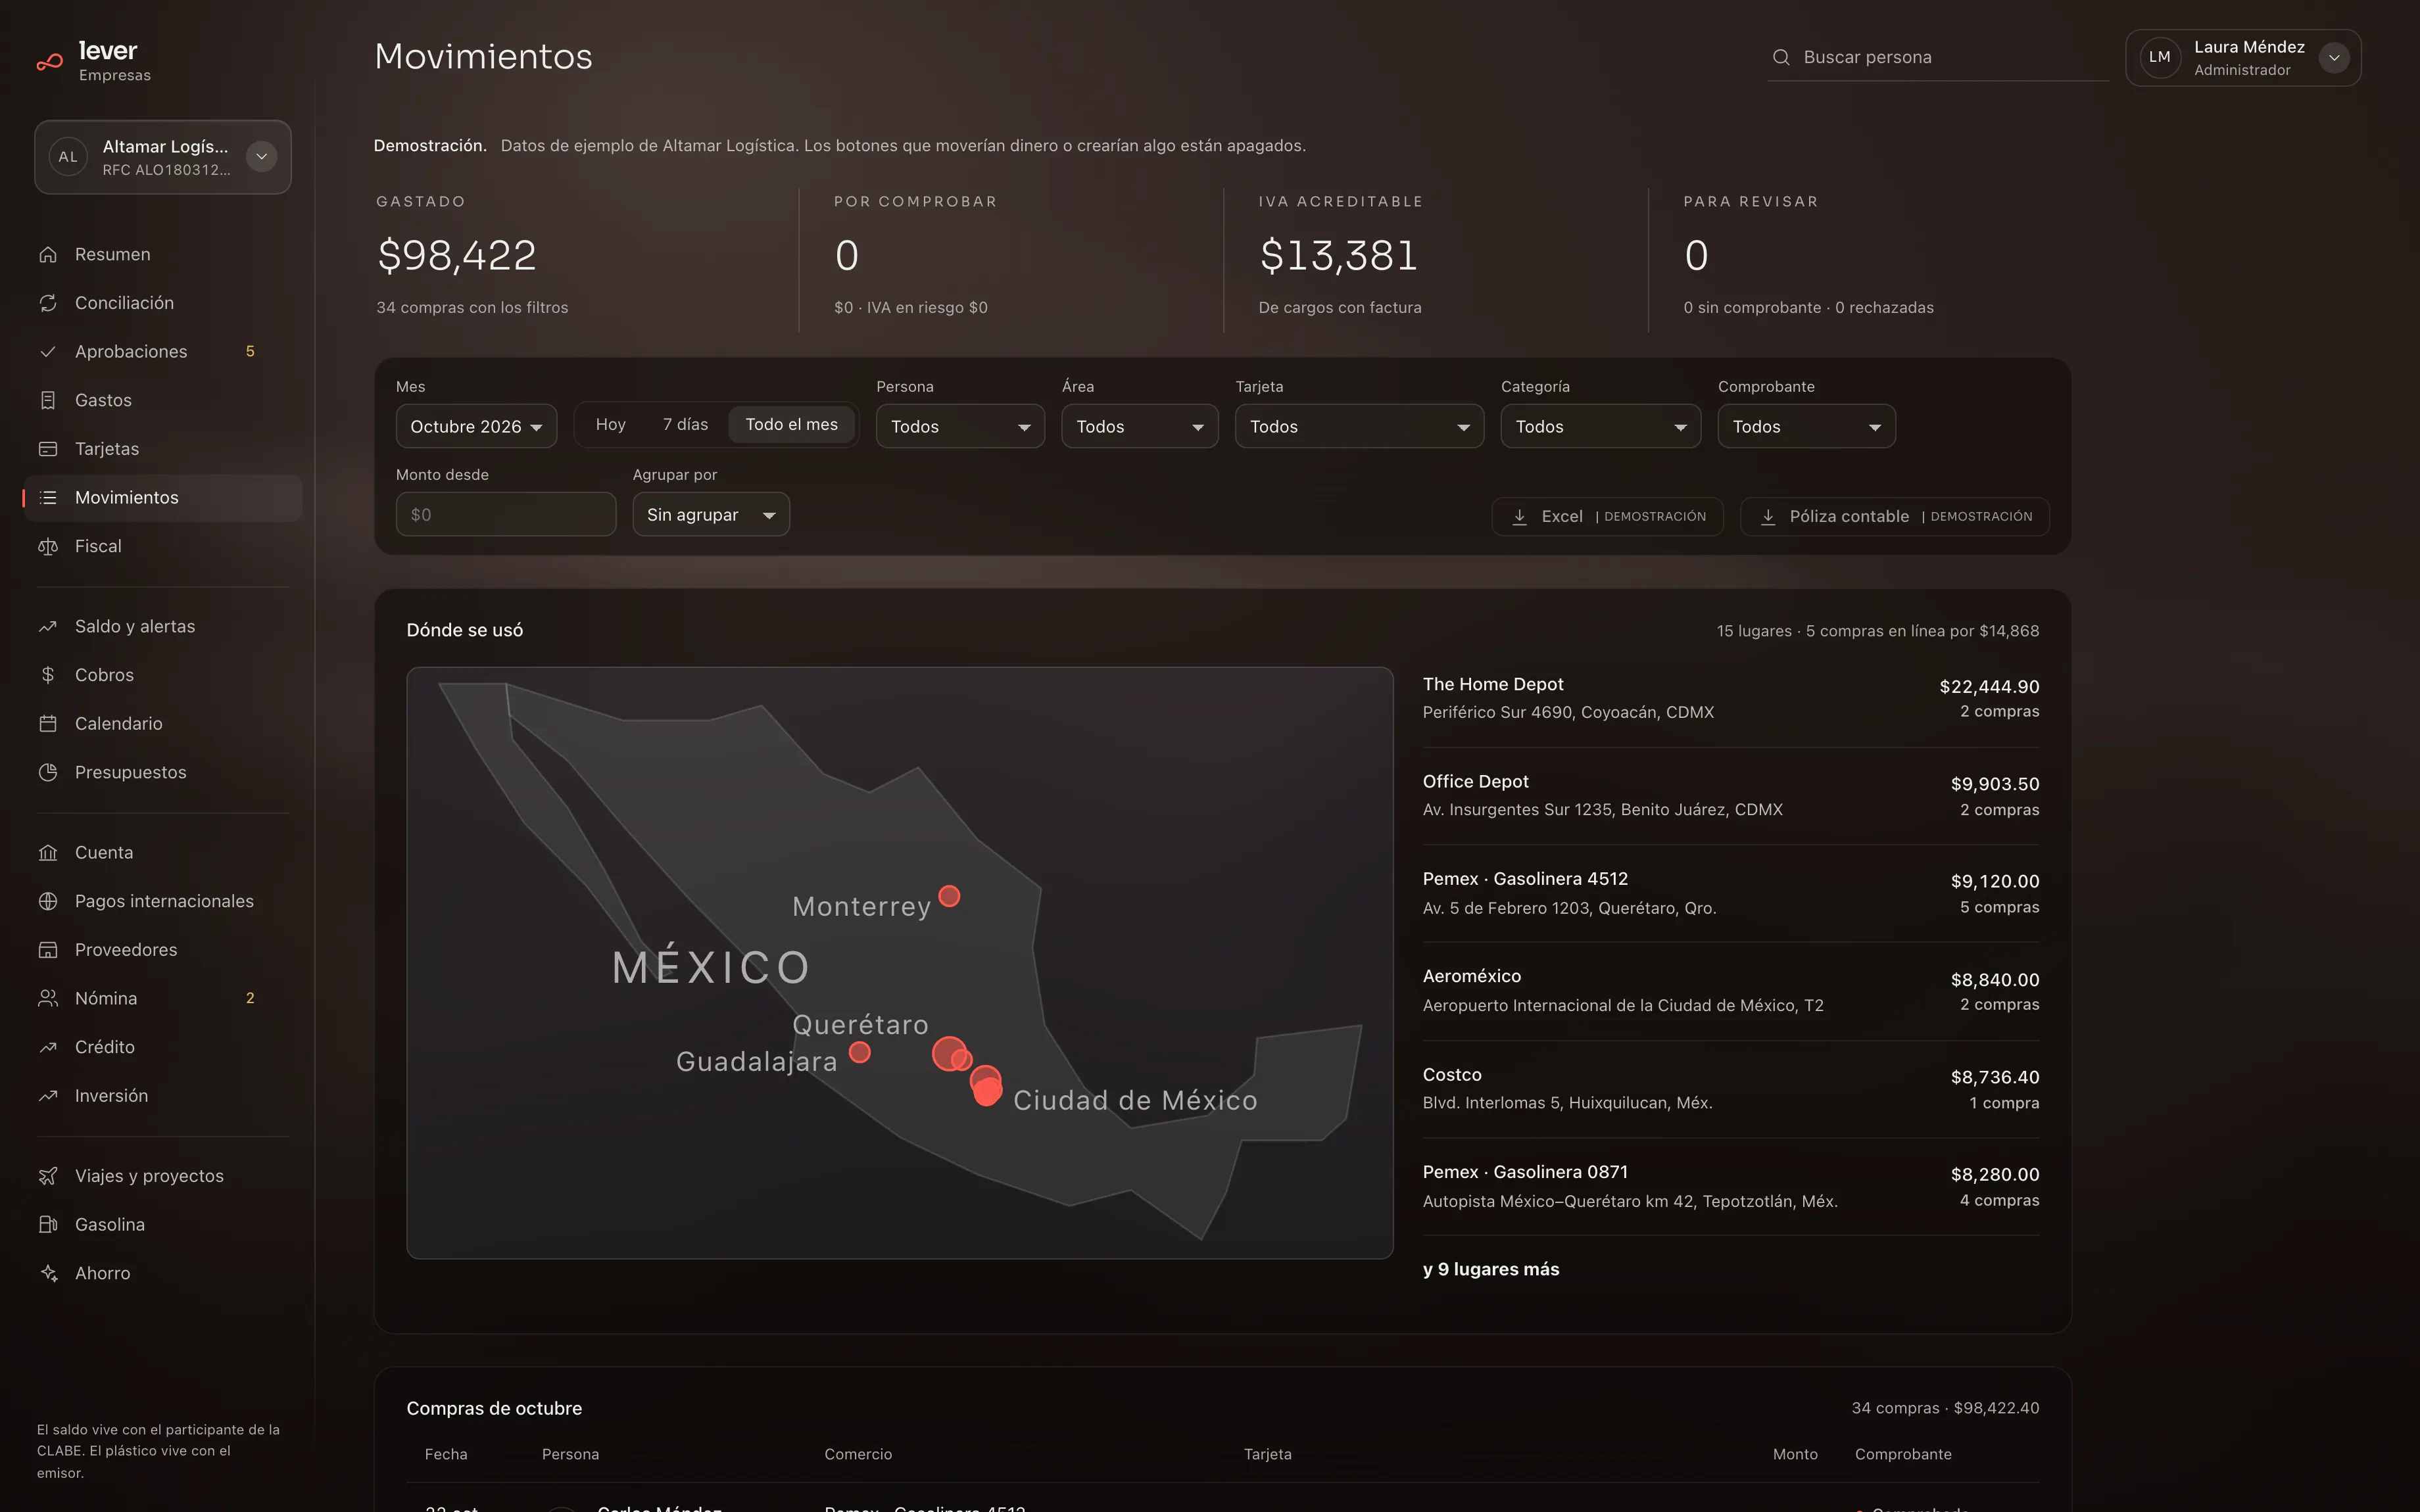 lever
Empresas
AL
Altamar Logís...
RFC ALO180312...
Resumen
Conciliación
Aprobaciones 5
Gastos
Tarjetas
Movimientos
Fiscal
Saldo y alertas
Cobros
Calendario
Presupuestos
Cuenta
Pagos internacionales
Proveedores
Nómina 2
Crédito
Inversión
Viajes y proyectos
Gasolina
Ahorro
El saldo vive con el participante de la
CLABE. El plástico vive con el
emisor.
Movimientos
Buscar persona
LM
Laura Méndez
Administrador
Demostración. Datos de ejemplo de Altamar Logística. Los botones que moverían dinero o crearían algo están apagados.
GASTADO
$98,422
34 compras con los filtros
POR COMPROBAR
0
$0 · IVA en riesgo $0
IVA ACREDITABLE
$13,381
De cargos con factura
PARA REVISAR
0
0 sin comprobante · 0 rechazadas
Mes
Octubre 2026
Hoy 7 días Todo el mes
Persona
Todos
Área
Todos
Tarjeta
Todos
Categoría
Todos
Comprobante
Todos
Monto desde
$0
Agrupar por
Sin agrupar
Excel | DEMOSTRACIÓN
Póliza contable | DEMOSTRACIÓN
Dónde se usó
15 lugares · 5 compras en línea por $14,868
Monterrey
MÉXICO
Querétaro
Guadalajara
Ciudad de México
The Home Depot $22,444.90
Periférico Sur 4690, Coyoacán, CDMX 2 compras
Office Depot $9,903.50
Av. Insurgentes Sur 1235, Benito Juárez, CDMX 2 compras
Pemex · Gasolinera 4512 $9,120.00
Av. 5 de Febrero 1203, Querétaro, Qro. 5 compras
Aeroméxico $8,840.00
Aeropuerto Internacional de la Ciudad de México, T2 2 compras
Costco $8,736.40
Blvd. Interlomas 5, Huixquilucan, Méx. 1 compra
Pemex · Gasolinera 0871 $8,280.00
Autopista México–Querétaro km 42, Tepotzotlán, Méx. 4 compras
y 9 lugares más
Compras de octubre
34 compras · $98,422.40
Fecha Persona Comercio Tarjeta Monto Comprobante
Carlos Méndez Pemex · Gasolinera 4512